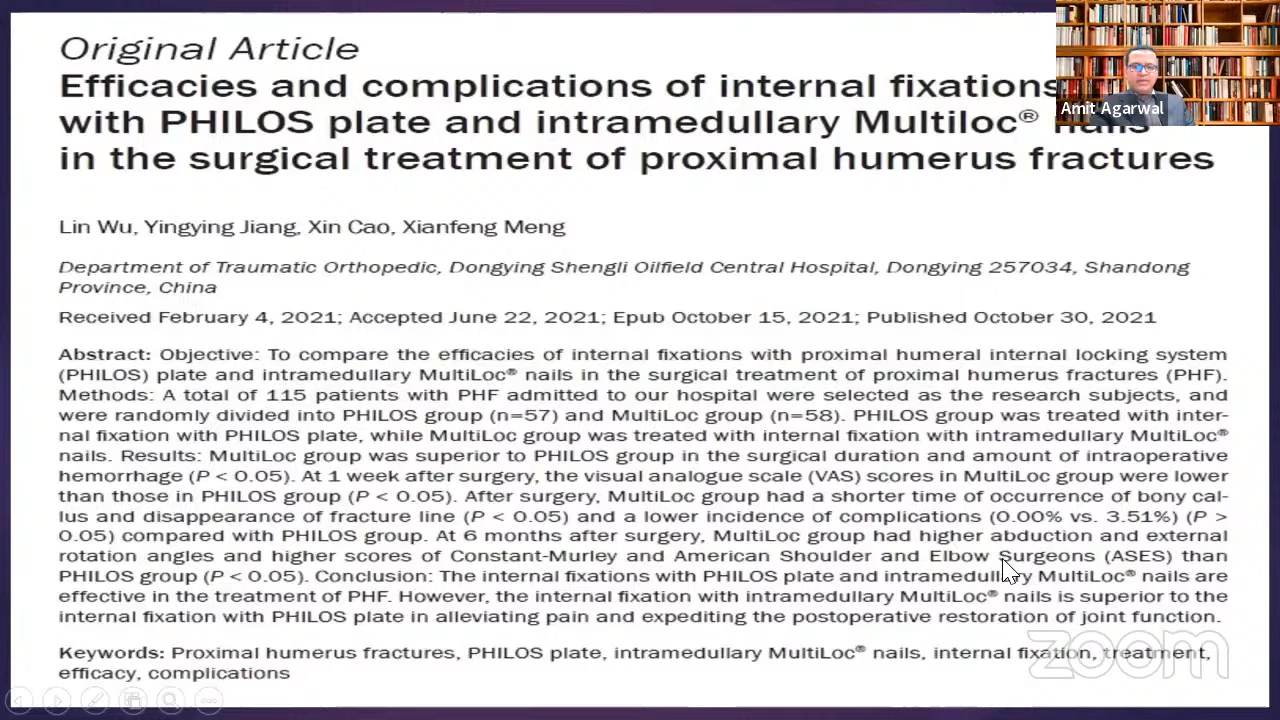 Original Article
Efficacies and complications of internal fixations
with PHILOS plate and intramedullary Multiloc® nails
in the surgical treatment of proximal humerus fractures
Amit Agarwal
Lin Wu, Yingying Jiang, Xin Cao, Xianfeng Meng
Department of Traumatic Orthopedic, Dongying Shengli Oilfield Central Hospital, Dongying 257034, Shandong
Province, China
Received February 4, 2021; Accepted June 22, 2021; Epub October 15, 2021; Published October 30, 2021
Abstract: Objective: To compare the efficacies of internal fixations with proximal humeral internal locking system
(PHILOS) plate and intramedullary MultiLoc® nails in the surgical treatment of proximal humerus fractures (PHF).
Methods: A total of 115 patients with PHF admitted to our hospital were selected as the research subjects, and
were randomly divided into PHILOS group (n=57) and MultiLoc group (n=58). PHILOS group was treated with inter-
nal fixation with PHILOS plate, while MultiLoc group was treated with internal fixation with intramedullary MultiLoc®
nails. Results: MultiLoc group was superior to PHILOS group in the surgical duration and amount of intraoperative
hemorrhage (P < 0.05). At 1 week after surgery, the visual analogue scale (VAS) scores in MultiLoc group were lower
than those in PHILOS group (P < 0.05). After surgery, MultiLoc group had a shorter time of occurrence of bony cal-
lus and disappearance of fracture line (P < 0.05) and a lower incidence of complications (0.00% vs. 3.51%) (P >
0.05) compared with PHILOS group. At 6 months after surgery, MultiLoc group had higher abduction and external
rotation angles and higher scores of Constant-Murley and American Shoulder and Elbow Surgeons (ASES) than
PHILOS group (P < 0.05). Conclusion: The internal fixations with PHILOS plate and intramedullary MultiLoc® nails are
effective in the treatment of PHF. However, the internal fixation with intramedullary MultiLoc® nails is superior to the
internal fixation with PHILOS plate in alleviating pain and expediting the postoperative restoration of joint function.
Keywords: Proximal humerus fractures, PHILOS plate, intramedullary MultiLoc® nails, internal fixation, treatment,
efficacy, complications
zoom